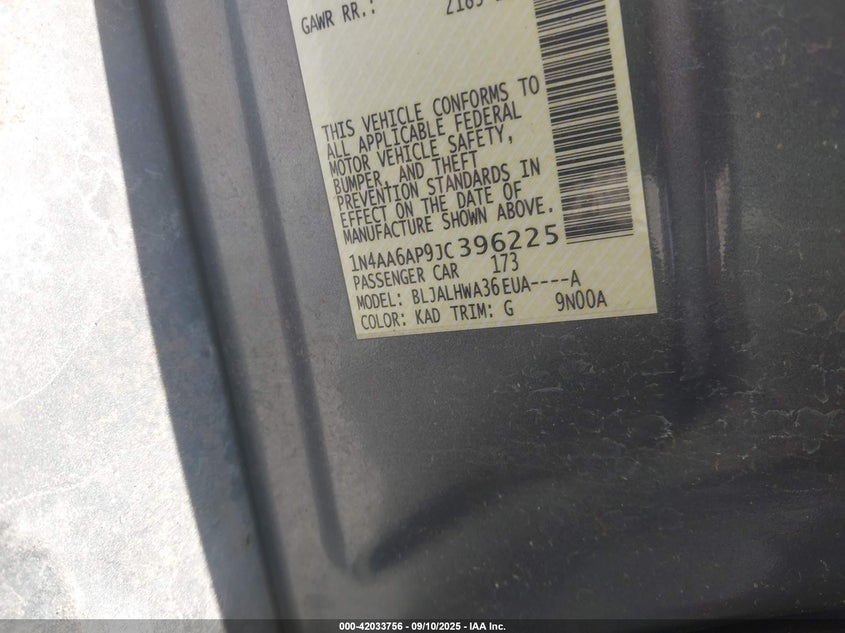 GAWR RR.:
THIS VEHICLE CONFORMS TO
ALL APPLICABLE FEDERAL
MOTOR VEHICLE SAFETY,
BUMPER, AND THEFT
PREVENTION STANDARDS IN
EFFECT ON THE DATE OF
MANUFACTURE SHOWN ABOVE.
1N4AA6AP9JC396225
PASSENGER CAR 173
MODEL: BLJALHWA36EUA----A
COLOR: KAD TRIM: G 9N00A
000-42033756 — 09/10/2025 — IAA Inc.